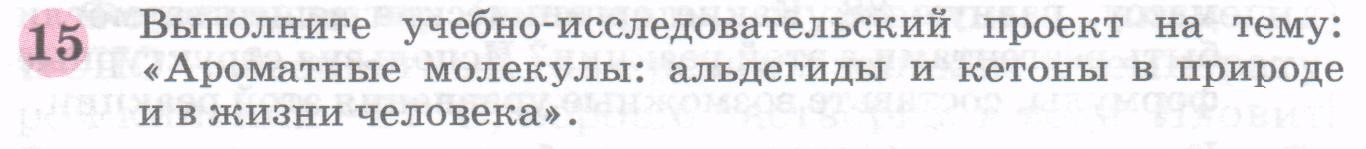 15 Выполните учебно-исследовательский проект на тему:
«Ароматные молекулы: альдегиды и кетоны в природе
и в жизни человека».